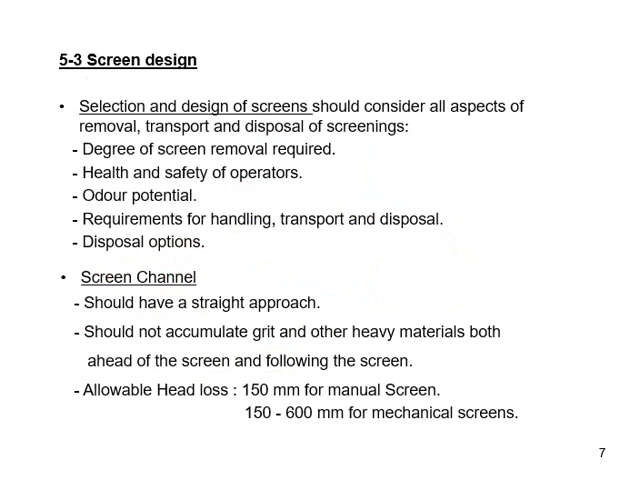 5-3 Screen design
• Selection and design of screens should consider all aspects of
removal, transport and disposal of screenings:
- Degree of screen removal required.
- Health and safety of operators.
- Odour potential.
- Requirements for handling, transport and disposal.
- Disposal options.
• Screen Channel
- Should have a straight approach.
- Should not accumulate grit and other heavy materials both
ahead of the screen and following the screen.
- Allowable Head loss : 150 mm for manual Screen.
150 - 600 mm for mechanical screens.
7